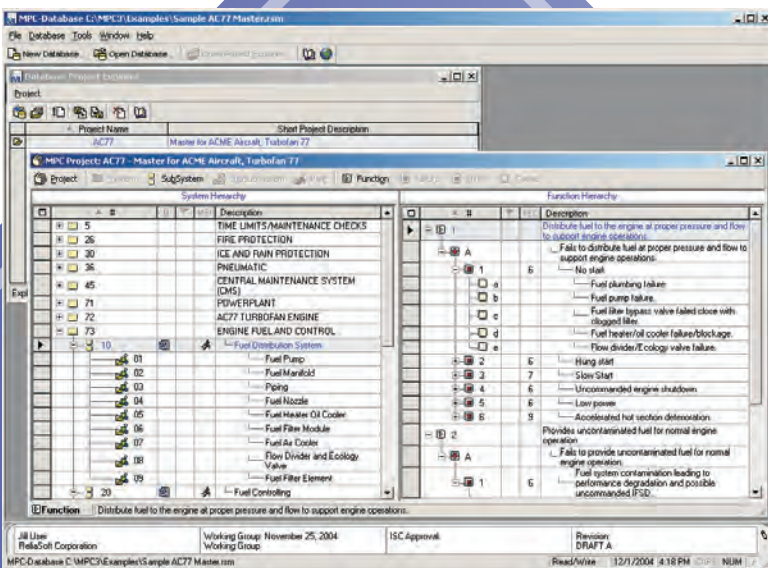 MPC-Database C:\MPC3\Examples\Sample AC77 Master.rsm
File Database Tools Window Help
New Database Open Database
Database Project Explorer
Project
Project Name Short Project Description
AC77 Master for ACME Aircraft, Turbofan 77
MPC Project: AC77 - Master for ACME Aircraft, Turbofan 77
Project System SubSystem Function
System Hierarchy
# Description
5 TIME LIMITS/MAINTENANCE CHECKS
26 FIRE PROTECTION
30 ICE AND RAIN PROTECTION
36 PNEUMATIC
45 CENTRAL MAINTENANCE SYSTEM
(CMS)
71 POWERPLANT
72 AC77 TURBOFAN ENGINE
73 ENGINE FUEL AND CONTROL
10 Fuel Distribution System
01 Fuel Pump
02 Fuel Manifold
03 Piping
04 Fuel Nozzle
05 Fuel Heater Oil Cooler
06 Fuel Filter Module
07 Fuel Air Cooler
08 Flow Divider and Ecology
Valve
09 Fuel Filter Element
20 Fuel Controlling
Function Hierarchy
# Description
1 Distribute fuel to the engine at proper pressure and flow
to support engine operations.
A Fails to distribute fuel at proper pressure and flow to
support engine operations.
1 6 No start
a Fuel plumbing failure
b Fuel pump failure.
c Fuel filter bypass valve failed close with
clogged filter.
d Fuel heater/oil cooler failure/blockage.
e Flow divider/Ecology valve failure.
2 6 Hung start
3 7 Slow Start
4 6 Uncommanded engine shutdown
5 6 Low power
6 9 Accelerated hot section deterioration
2 Provides uncontaminated fuel for normal engine
operation
A Fails to provide uncontaminated fuel for normal
engine operation.
1 6 Fuel system contamination leading to
performance degradation and possible
uncommanded IFSD.
Expl
Function Distribute fuel to the engine at proper pressure and flow to support engine operations.
Jill User Working Group: November 25, 2004 ISC Approval: Revision:
ReliaSoft Corporation Working Group DRAFT A
MPC-Database C:\MPC3\Examples\Sample AC77 Master.rsm Read/Write 12/1/2004 4:18 PM CAPS NUM